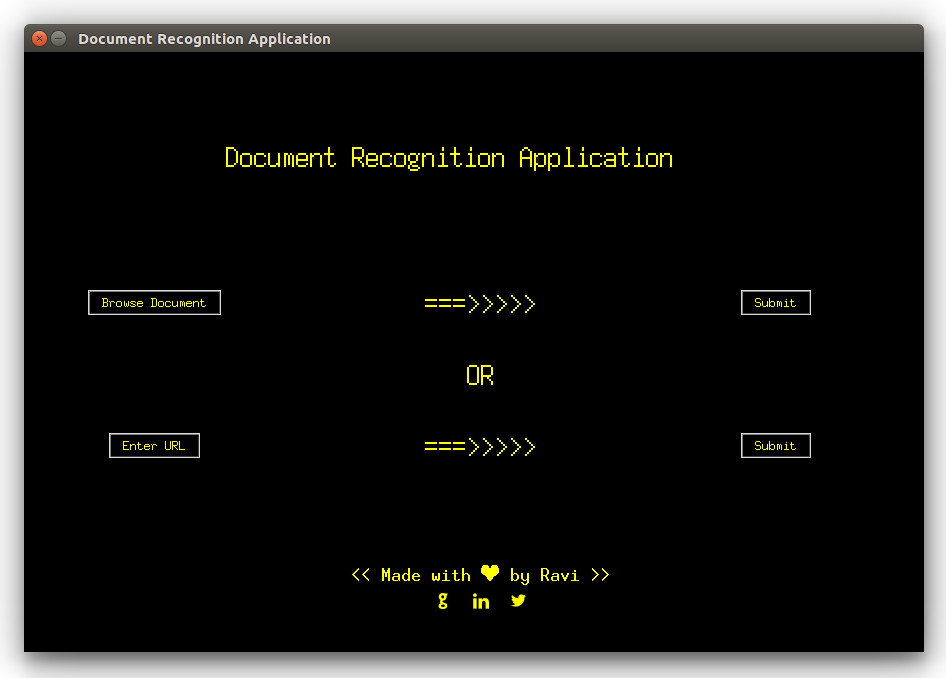 Document Recognition Application
Document Recognition Application
Browse Document ===>>>>> Submit
OR
Enter URL ===>>>>> Submit
<< Made with ♥ by Ravi >>
g in